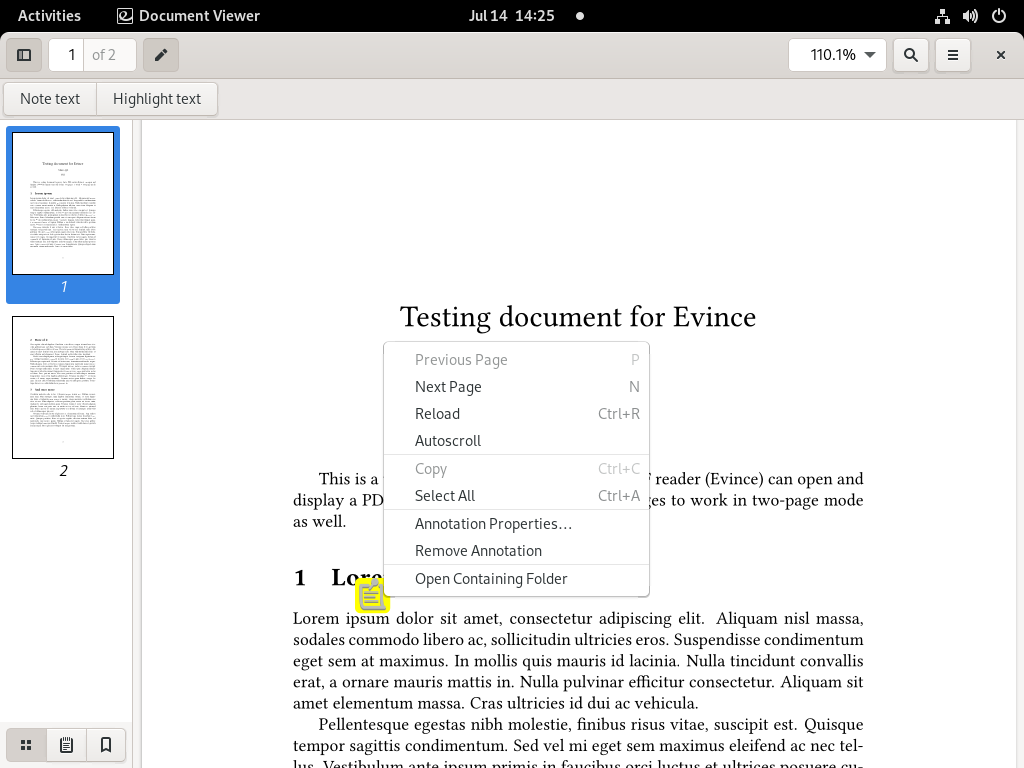 Activities
Document Viewer
Jul 14 14:25
1
of 2
110.1%
Note text
Highlight text
1
2
Testing document for Evince
Previous Page P
Next Page N
Reload Ctrl+R
Autoscroll
Copy Ctrl+C
Select All Ctrl+A
Annotation Properties…
Remove Annotation
Open Containing Folder
This is a reader (Evince) can open and
display a to work in two-page mode
as well.
1
Lorem ipsum dolor sit amet, consectetur adipiscing elit. Aliquam nisl massa,
sodales commodo libero ac, sollicitudin ultricies eros. Suspendisse condimentum
eget sem at maximus. In mollis quis mauris id lacinia. Nulla tincidunt convallis
erat, a ornare mauris mattis in. Nulla pulvinar efficitur consectetur. Aliquam sit
amet elementum massa. Cras ultricies id dui ac vehicula.
Pellentesque egestas nibh molestie, finibus risus vitae, suscipit est. Quisque
tempor sagittis condimentum. Sed vel mi eget sem maximus eleifend ac nec tel-
lus. Vestibulum ante ipsum primis in faucibus orci luctus et ultrices posuere cu-